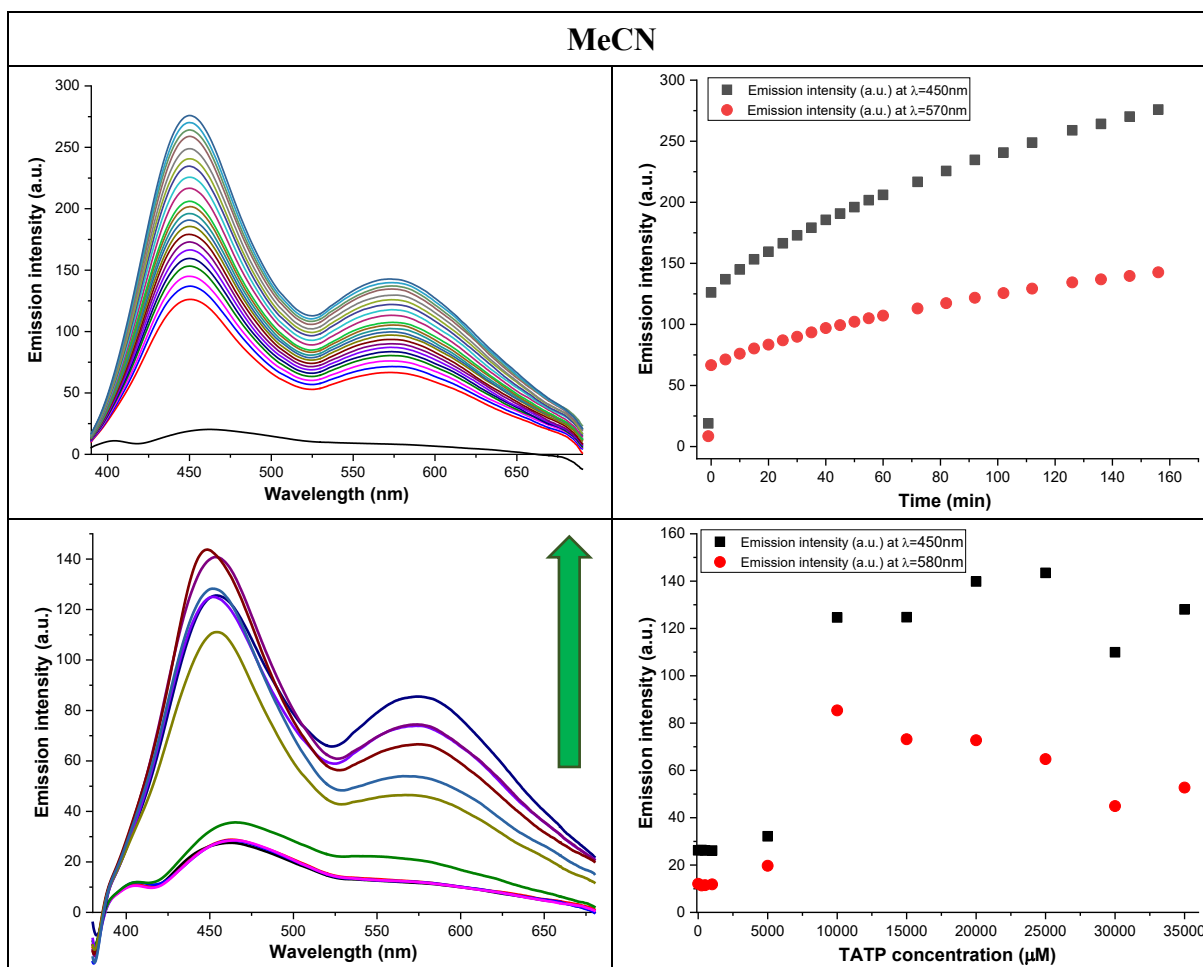 MeCN
300
250
200
150
100
50
0
Emission intensity (a.u.)
400 450 500 550 600 650
Wavelength (nm)
Emission intensity (a.u.) at λ=450nm
Emission intensity (a.u.) at λ=570nm
300
250
200
150
100
50
0
Emission intensity (a.u.)
0 20 40 60 80 100 120 140 160
Time (min)
140
120
100
80
60
40
20
0
Emission intensity (a.u.)
400 450 500 550 600 650
Wavelength (nm)
Emission intensity (a.u.) at λ=450nm
Emission intensity (a.u.) at λ=580nm
160
140
120
100
80
60
40
20
0
Emission intensity (a.u.)
0 5000 10000 15000 20000 25000 30000 35000
TATP concentration (μM)